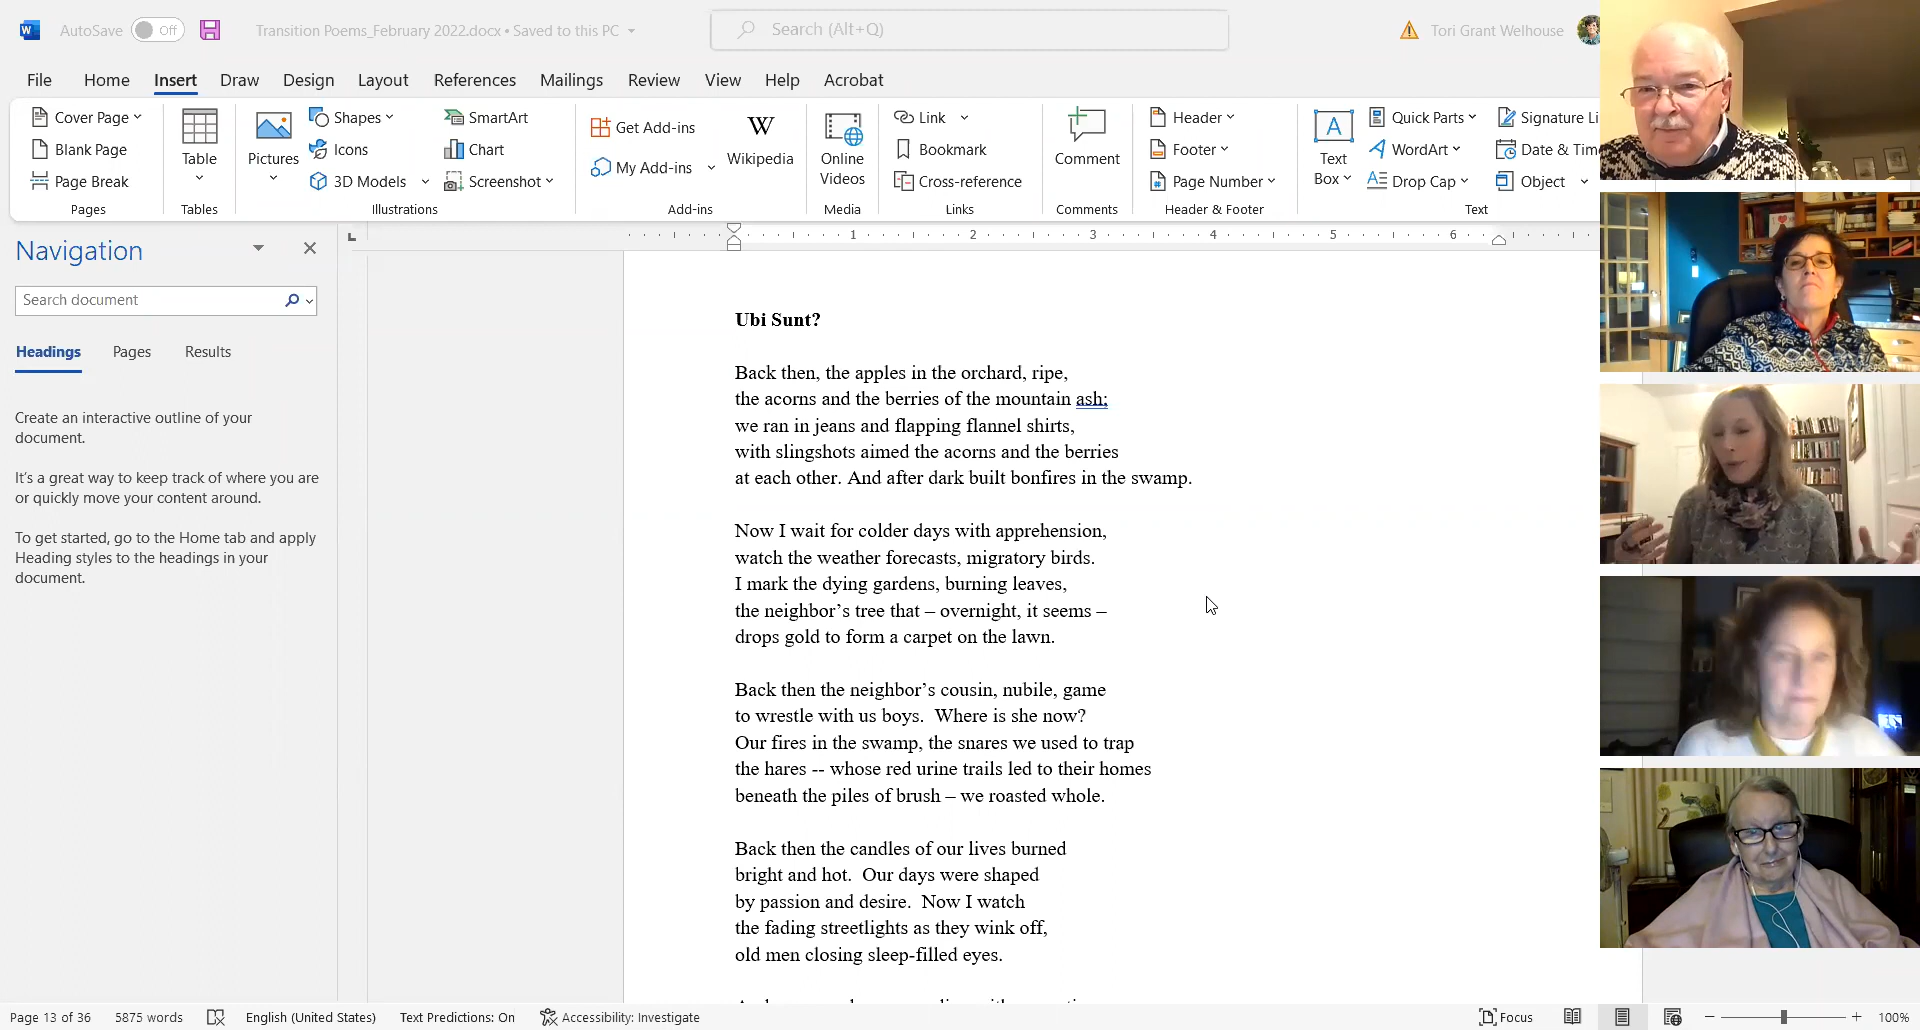 AutoSave Off Transition Poems_February 2022.docx • Saved to this PC Search (Alt+Q) Tori Grant Welhouse
File Home Insert Draw Design Layout References Mailings Review View Help Acrobat
Cover Page
Blank Page
Page Break
Pages
Table
Tables
Pictures
Shapes
Icons
3D Models
SmartArt
Chart
Screenshot
Illustrations
Get Add-ins
My Add-ins
Wikipedia
Add-ins
Online
Videos
Media
Link
Bookmark
Cross-reference
Links
Comment
Comments
Header
Footer
Page Number
Header & Footer
Text
Box
Quick Parts
WordArt
Drop Cap
Signature Li
Date & Tim
Object
Text
Navigation
Search document
Headings Pages Results
Create an interactive outline of your
document.
It's a great way to keep track of where you are
or quickly move your content around.
To get started, go to the Home tab and apply
Heading styles to the headings in your
document.
1 2 3 4 5 6
Ubi Sunt?
Back then, the apples in the orchard, ripe,
the acorns and the berries of the mountain ash;
we ran in jeans and flapping flannel shirts,
with slingshots aimed the acorns and the berries
at each other. And after dark built bonfires in the swamp.
Now I wait for colder days with apprehension,
watch the weather forecasts, migratory birds.
I mark the dying gardens, burning leaves,
the neighbor's tree that – overnight, it seems –
drops gold to form a carpet on the lawn.
Back then the neighbor's cousin, nubile, game
to wrestle with us boys.  Where is she now?
Our fires in the swamp, the snares we used to trap
the hares -- whose red urine trails led to their homes
beneath the piles of brush – we roasted whole.
Back then the candles of our lives burned
bright and hot.  Our days were shaped
by passion and desire.  Now I watch
the fading streetlights as they wink off,
old men closing sleep-filled eyes.
Page 13 of 36 5875 words English (United States) Text Predictions: On Accessibility: Investigate Focus 100%